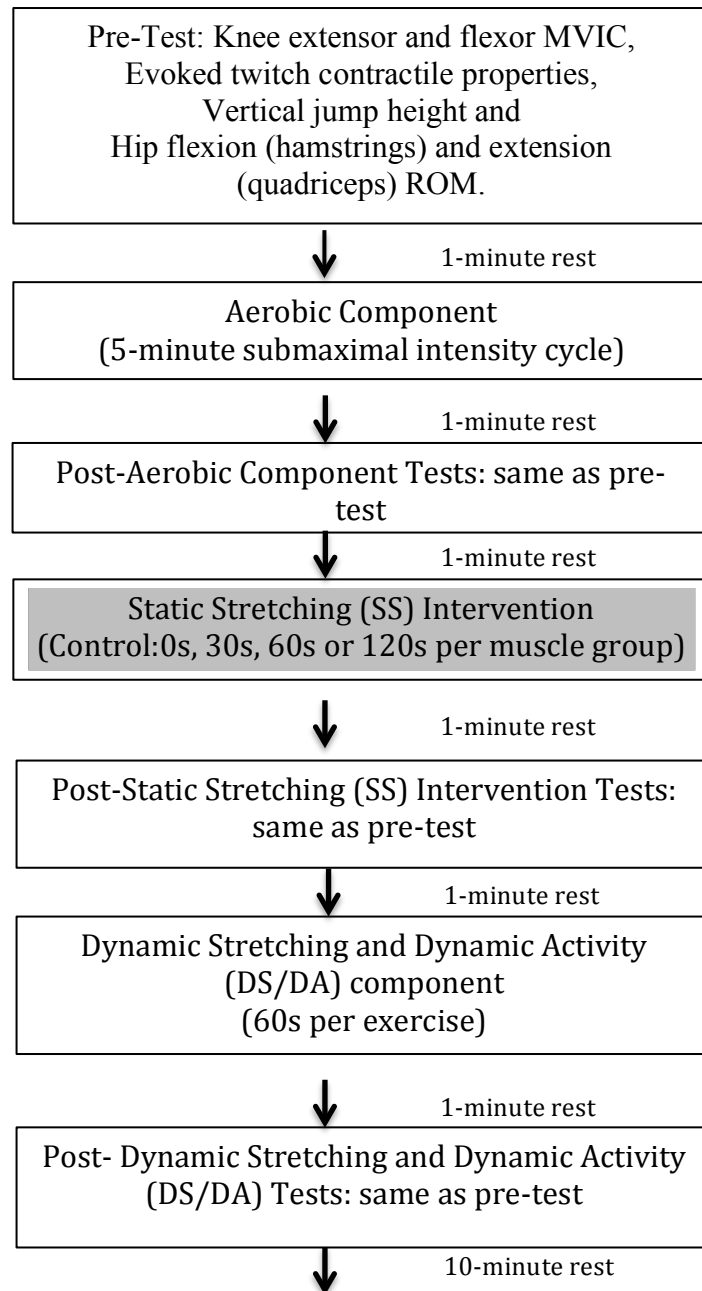 Pre-Test: Knee extensor and flexor MVIC,
Evoked twitch contractile properties,
Vertical jump height and
Hip flexion (hamstrings) and extension
(quadriceps) ROM.
1-minute rest
Aerobic Component
(5-minute submaximal intensity cycle)
1-minute rest
Post-Aerobic Component Tests: same as pre-
test
1-minute rest
Static Stretching (SS) Intervention
(Control:0s, 30s, 60s or 120s per muscle group)
1-minute rest
Post-Static Stretching (SS) Intervention Tests:
same as pre-test
1-minute rest
Dynamic Stretching and Dynamic Activity
(DS/DA) component
(60s per exercise)
1-minute rest
Post- Dynamic Stretching and Dynamic Activity
(DS/DA) Tests: same as pre-test
10-minute rest